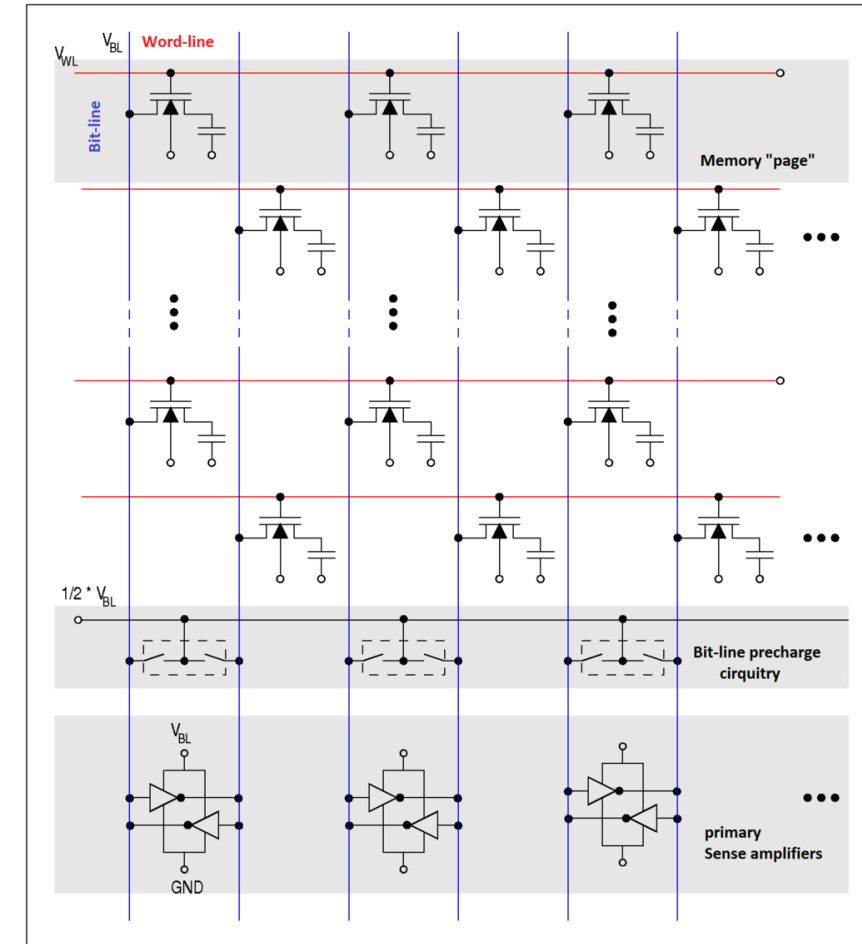 V_BL
Word-line
V_WL
Bit-line
Memory "page"
1/2 * V_BL
Bit-line precharge
cirquitry
V_BL
primary
Sense amplifiers
GND